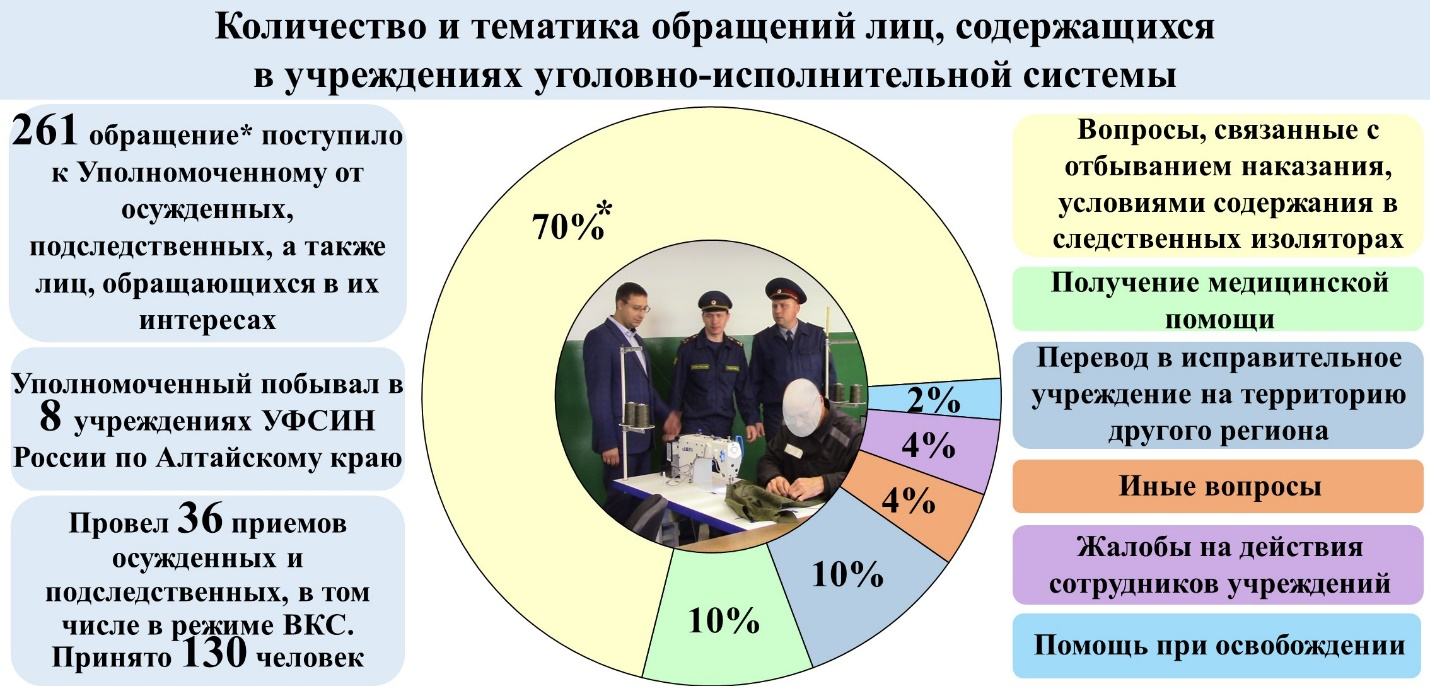 Количество и тематика обращений лиц, содержащихся
в учреждениях уголовно-исполнительной системы
261 обращение* поступило
к Уполномоченному от
осужденных,
подследственных, а также
лиц, обращающихся в их
интересах
Уполномоченный побывал в
8 учреждениях УФСИН
России по Алтайскому краю
Провел 36 приемов
осужденных и
подследственных, в том
числе в режиме ВКС.
Принято 130 человек
70%*
2%
4%
4%
10%
10%
Вопросы, связанные с
отбыванием наказания,
условиями содержания в
следственных изоляторах
Получение медицинской
помощи
Перевод в исправительное
учреждение на территорию
другого региона
Иные вопросы
Жалобы на действия
сотрудников учреждений
Помощь при освобождении